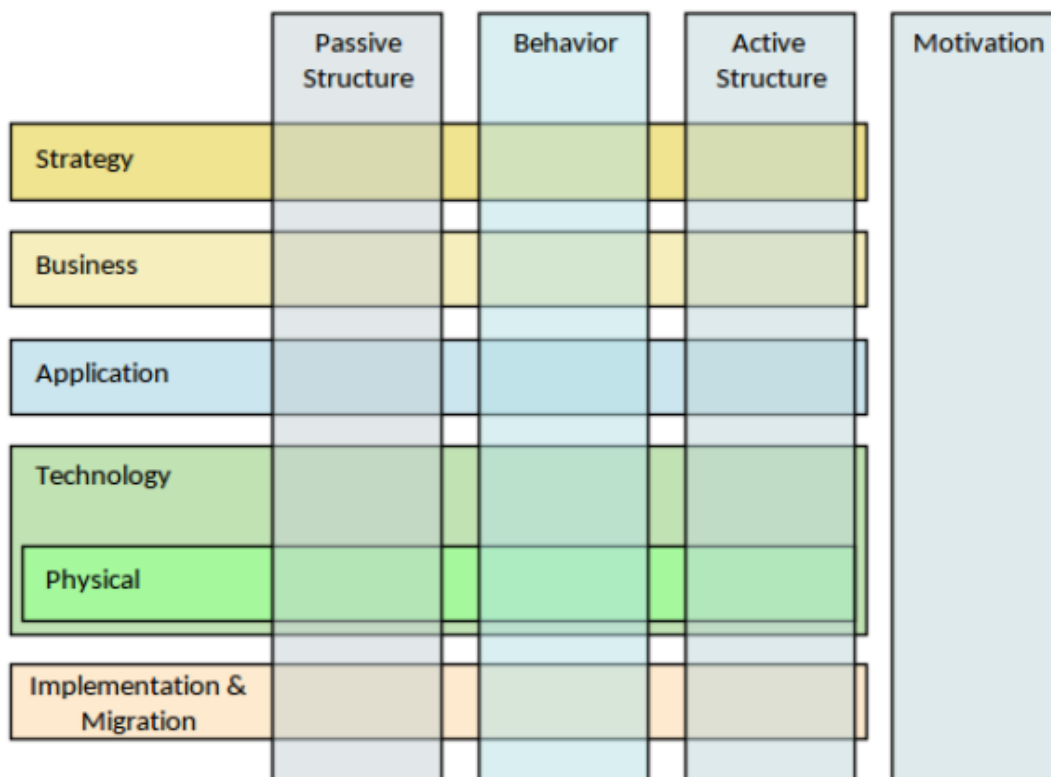 Passive
Structure
Behavior
Active
Structure
Motivation
Strategy
Business
Application
Technology
Physical
Implementation &
Migration